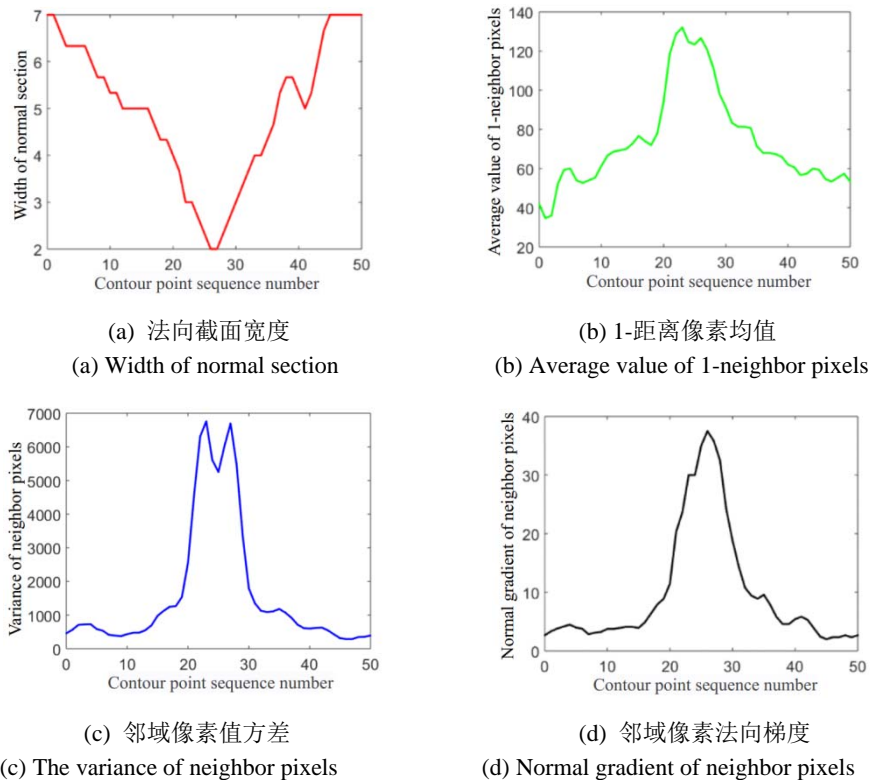 7
6
5
4
3
2
0 10 20 30 40 50
Width of normal section
Contour point sequence number
(a) 法向截面宽度
(a) Width of normal section
140
120
100
80
60
40
20
0 10 20 30 40 50
Average value of 1-neighbor pixels
Contour point sequence number
(b) 1-距离像素均值
(b) Average value of 1-neighbor pixels
7000
6000
5000
4000
3000
2000
1000
0
0 10 20 30 40 50
Variance of neighbor pixels
Contour point sequence number
(c) 邻域像素值方差
(c) The variance of neighbor pixels
40
30
20
10
0
0 10 20 30 40 50
Normal gradient of neighbor pixels
Contour point sequence number
(d) 邻域像素法向梯度
(d) Normal gradient of neighbor pixels